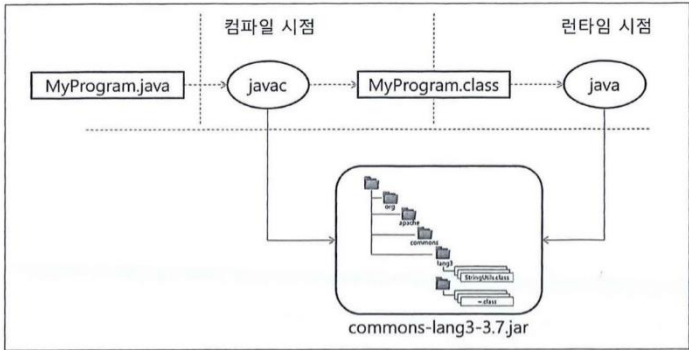 컴파일 시점
런타임 시점
MyProgram.java
javac
MyProgram.class
java
org
apache
commons
lang3
StringUtils.class
~.class
commons-lang3-3.7.jar